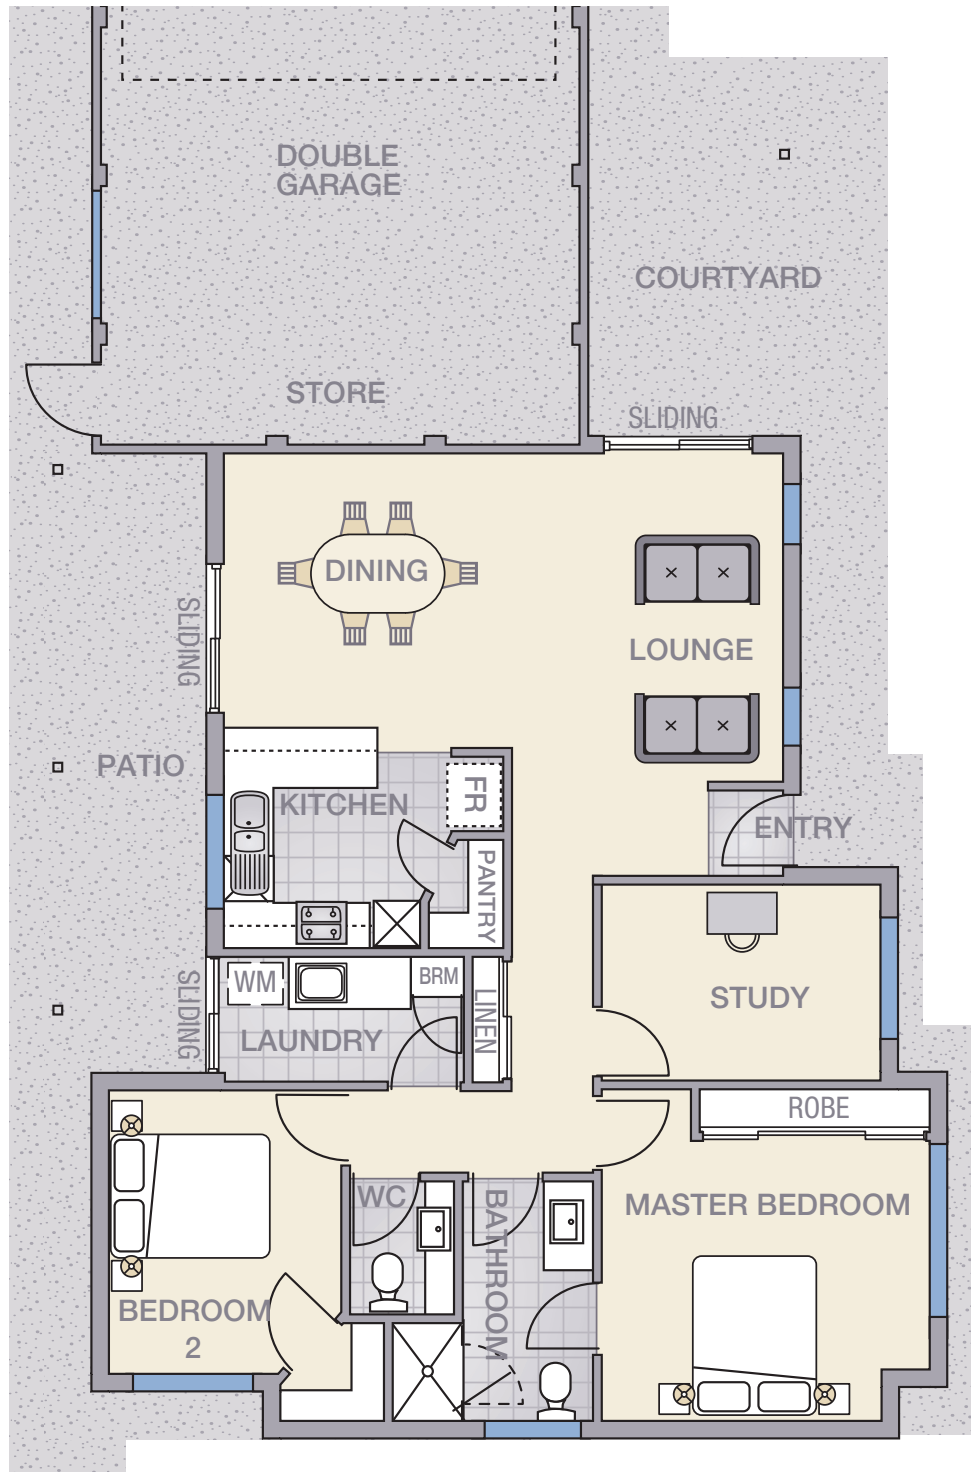 DOUBLE
GARAGE
COURTYARD
STORE
SLIDING
DINING
SLIDING
LOUNGE
PATIO
KITCHEN
FR
ENTRY
PANTRY
WM
BRM
SLIDING
LAUNDRY
LINEN
STUDY
ROBE
WC
BATHROOM
MASTER BEDROOM
BEDROOM
2